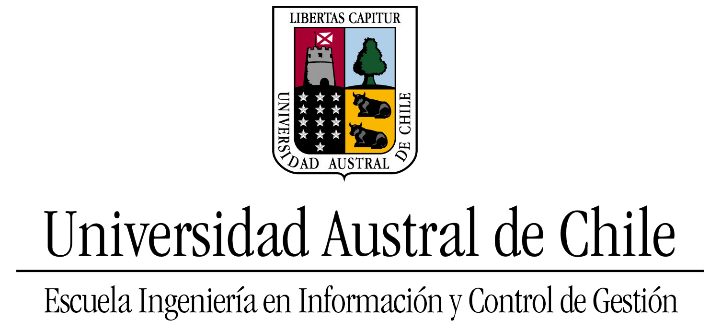 LIBERTAS CAPITUR
UNIVERSIDAD AUSTRAL DE CHILE
Universidad Austral de Chile
Escuela Ingeniería en Información y Control de Gestión